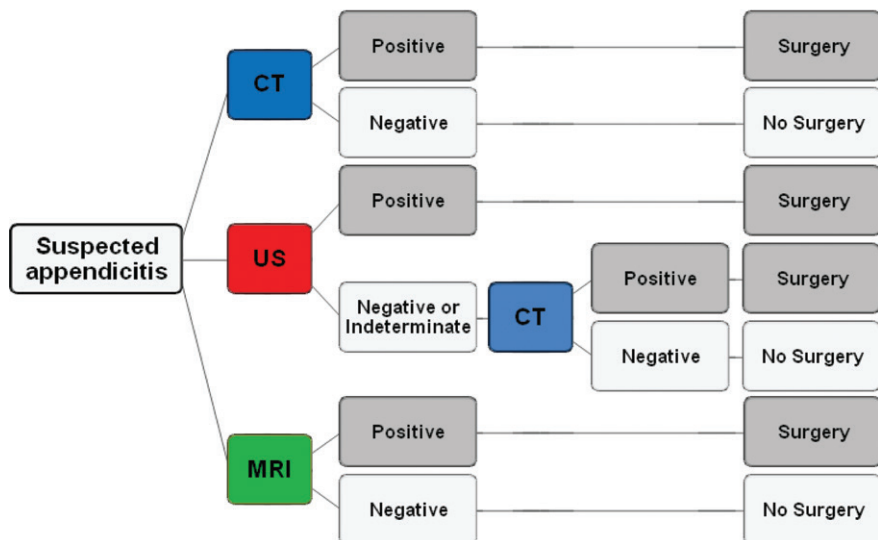 Positive
Surgery
CT
Negative
No Surgery
Positive
Surgery
Suspected
appendicitis
US
Positive
Surgery
Negative or
Indeterminate
CT
Negative
No Surgery
Positive
Surgery
MRI
Negative
No Surgery